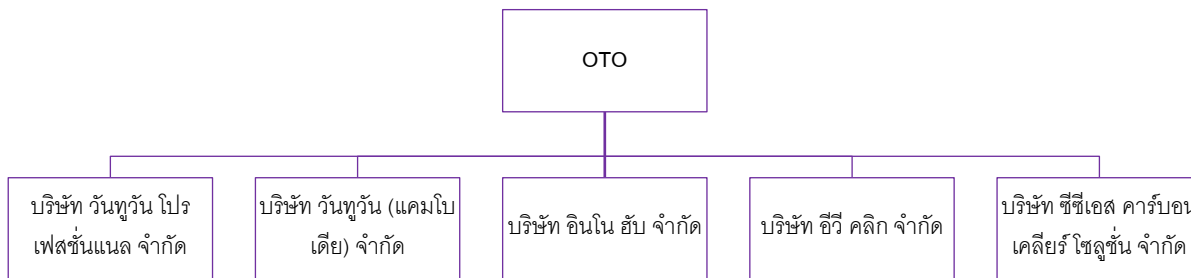 OTO
บริษัท วันทูวัน โปร
เฟสชั่นแนล จำกัด
บริษัท วันทูวัน (แคมโบ
เดีย) จำกัด
บริษัท อินโน ฮับ จำกัด
บริษัท อีวี คลิก จำกัด
บริษัท ซีซีเอส คาร์บอน
เคลียร์ โซลูชั่น จำกัด